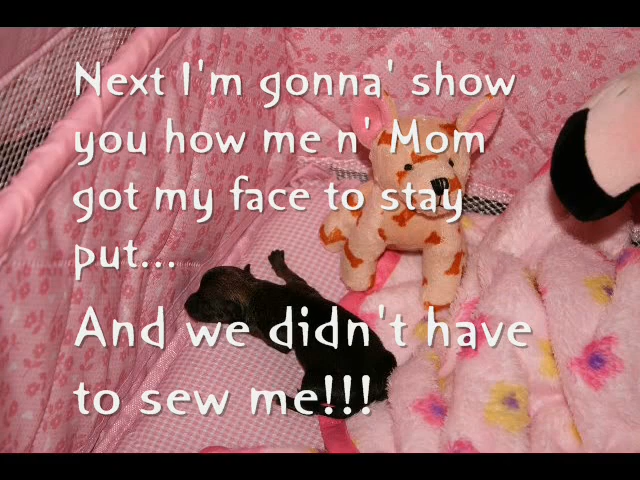 Next I'm gonna' show
you how me n' Mom
got my face to stay
put...
And we didn't have
to sew me!!!